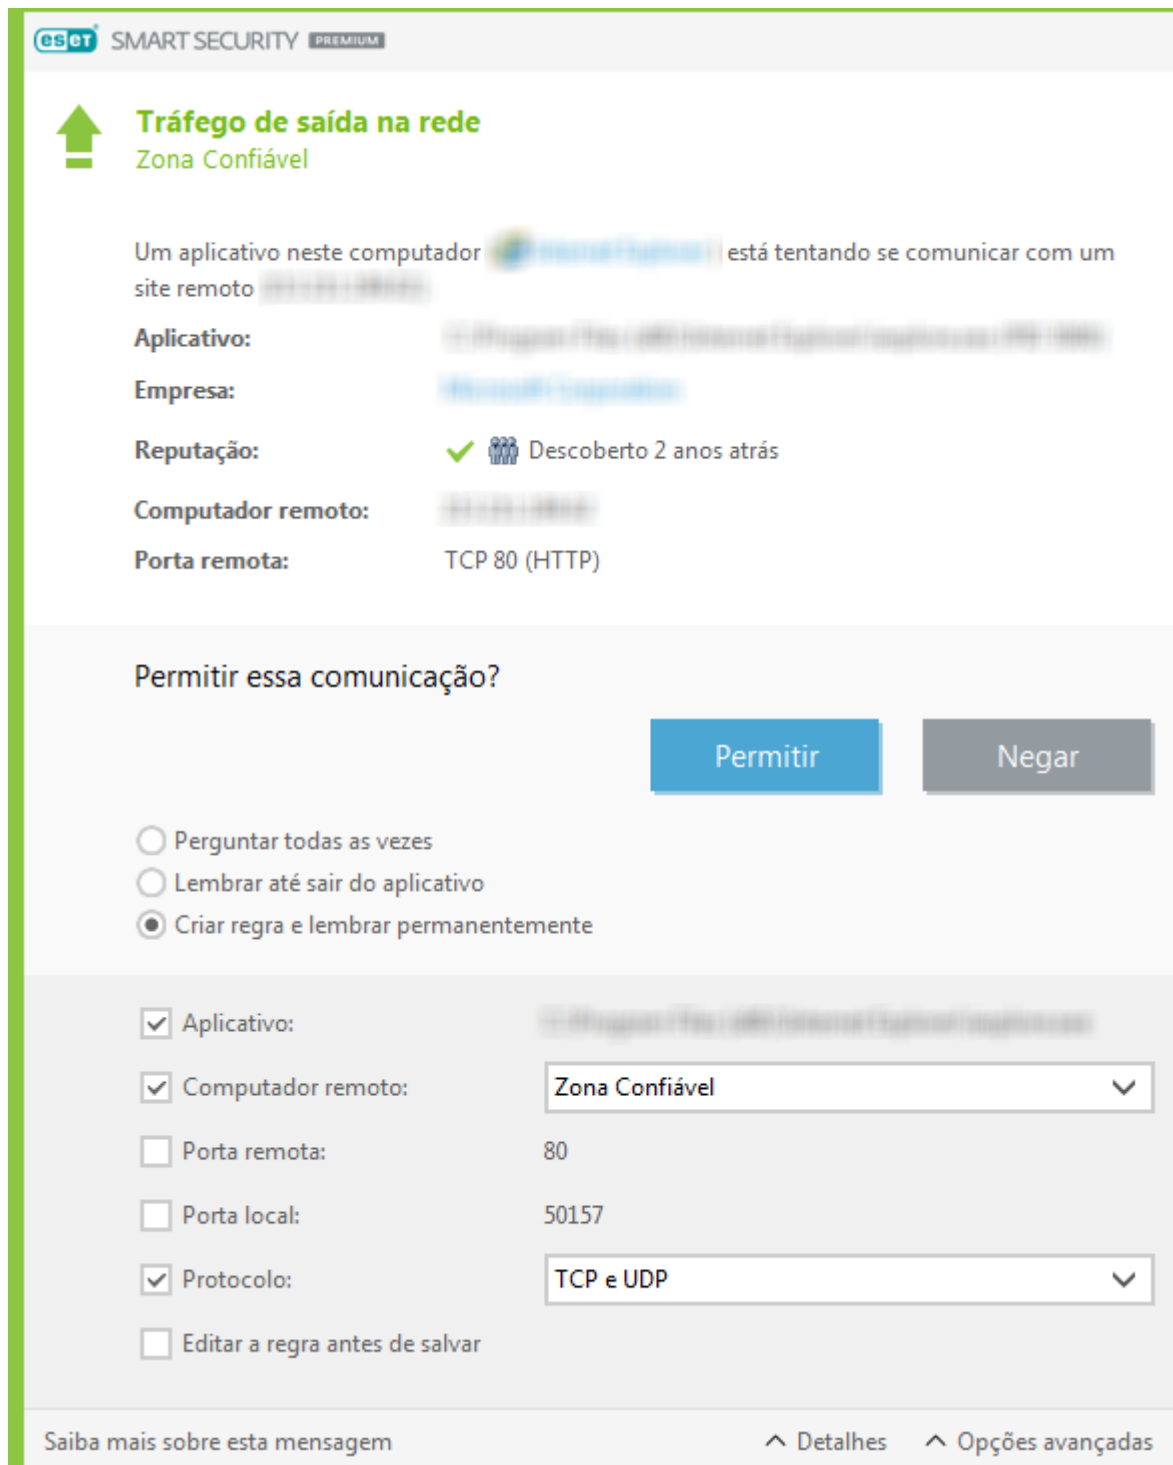 eset SMART SECURITY PREMIUM
Tráfego de saída na rede
Zona Confiável
Um aplicativo neste computador está tentando se comunicar com um
site remoto
Aplicativo:
Empresa:
Reputação: Descoberto 2 anos atrás
Computador remoto:
Porta remota: TCP 80 (HTTP)
Permitir essa comunicação?
Permitir Negar
Perguntar todas as vezes
Lembrar até sair do aplicativo
Criar regra e lembrar permanentemente
Aplicativo:
Computador remoto: Zona Confiável
Porta remota: 80
Porta local: 50157
Protocolo: TCP e UDP
Editar a regra antes de salvar
Saiba mais sobre esta mensagem Detalhes Opções avançadas